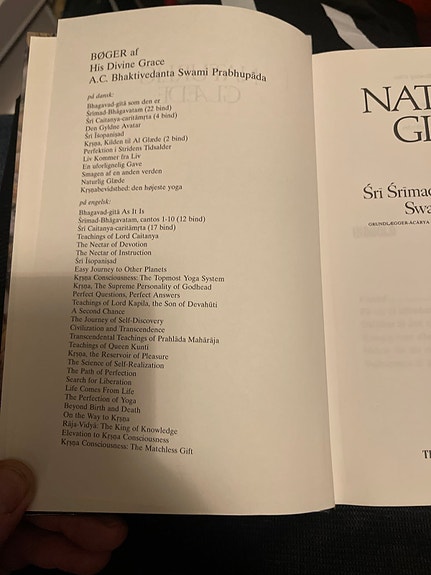 BØGER af
His Divine Grace
A.C. Bhaktivedanta Swami Prabhupāda
på dansk:
Bhagavad-gītā som den er
Śrīmad-Bhāgavatam (22 bind)
Śrī Caitanya-caritāmṛta (4 bind)
Den Gyldne Avatar
Śrī Īsopaniṣad
Kṛṣṇa, Kilden til Al Glæde (2 bind)
Perfektion i Stridens Tidsalder
Liv Kommer fra Liv
En uforlignelig Gave
Smagen af en anden verden
Naturlig Glæde
Kṛṣṇabevidsthed: den højeste yoga
på engelsk:
Bhagavad-gītā As It Is
Śrīmad-Bhāgavatam, cantos 1-10 (12 bind)
Śrī Caitanya-caritāmṛta (17 bind)
Teachings of Lord Caitanya
The Nectar of Devotion
The Nectar of Instruction
Śrī Īsopaniṣad
Easy Journey to Other Planets
Kṛṣṇa Consciousness: The Topmost Yoga System
Kṛṣṇa, The Supreme Personality of Godhead
Perfect Questions, Perfect Answers
Teachings of Lord Kapila, the Son of Devahūti
A Second Chance
The Journey of Self-Discovery
Civilization and Transcendence
Transcendental Teachings of Prahlāda Mahārāja
Teachings of Queen Kuntī
Kṛṣṇa, the Reservoir of Pleasure
The Science of Self-Realization
The Path of Perfection
Search for Liberation
Life Comes From Life
The Perfection of Yoga
Beyond Birth and Death
On the Way to Kṛṣṇa
Rāja-Vidyā: The King of Knowledge
Elevation to Kṛṣṇa Consciousness
Kṛṣṇa Consciousness: The Matchless Gift
NAT
GL
Śrī Śrīmad
Swa
GRUNDLÆGGER-ĀCĀRYA
TH